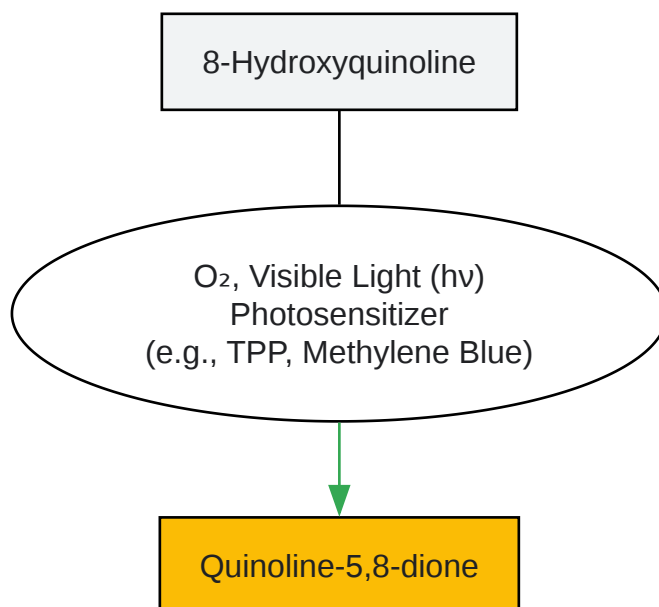 8-Hydroxyquinoline
O₂, Visible Light (hν)
Photosensitizer
(e.g., TPP, Methylene Blue)
Quinoline-5,8-dione